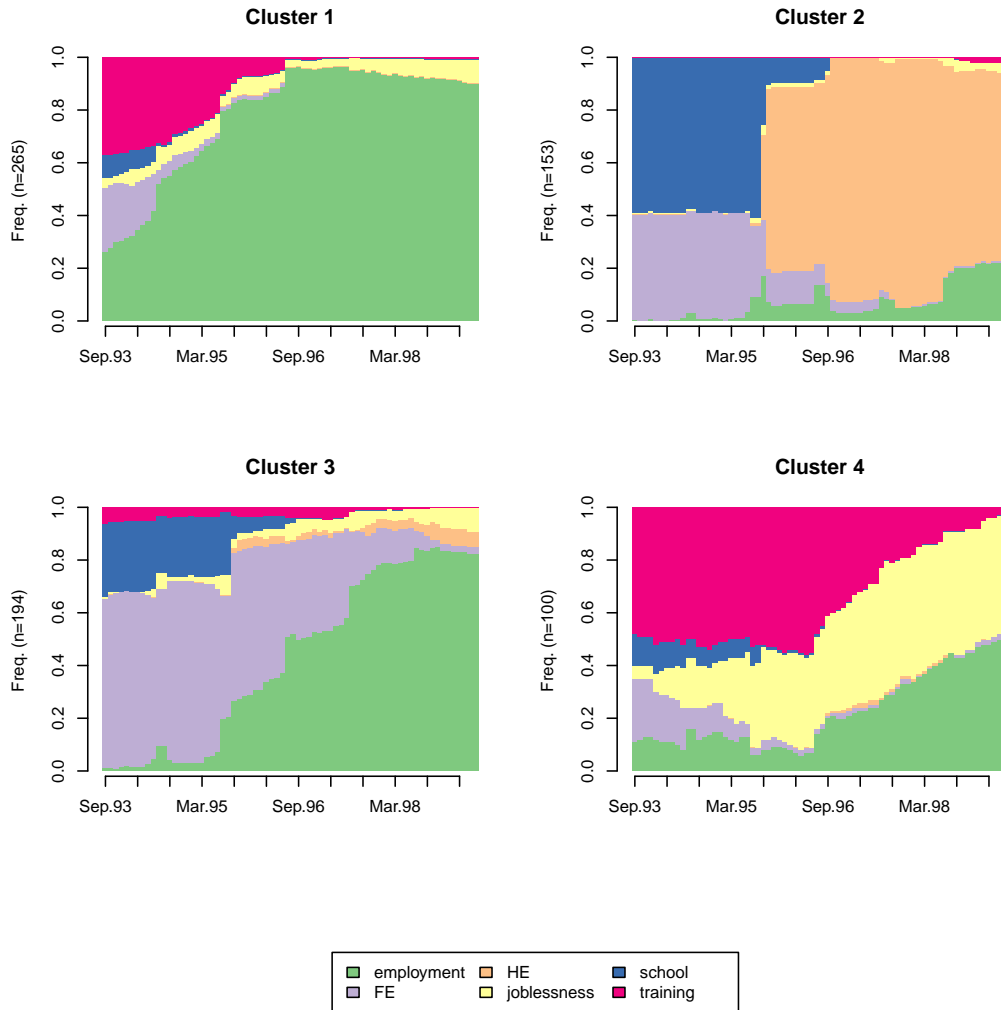 Cluster 1
Cluster 2
Freq. (n=265)
0.0 0.2 0.4 0.6 0.8 1.0
Sep.93 Mar.95 Sep.96 Mar.98
Freq. (n=153)
0.0 0.2 0.4 0.6 0.8 1.0
Sep.93 Mar.95 Sep.96 Mar.98
Cluster 3
Cluster 4
Freq. (n=194)
0.0 0.2 0.4 0.6 0.8 1.0
Sep.93 Mar.95 Sep.96 Mar.98
Freq. (n=100)
0.0 0.2 0.4 0.6 0.8 1.0
Sep.93 Mar.95 Sep.96 Mar.98
employment HE school
FE joblessness training